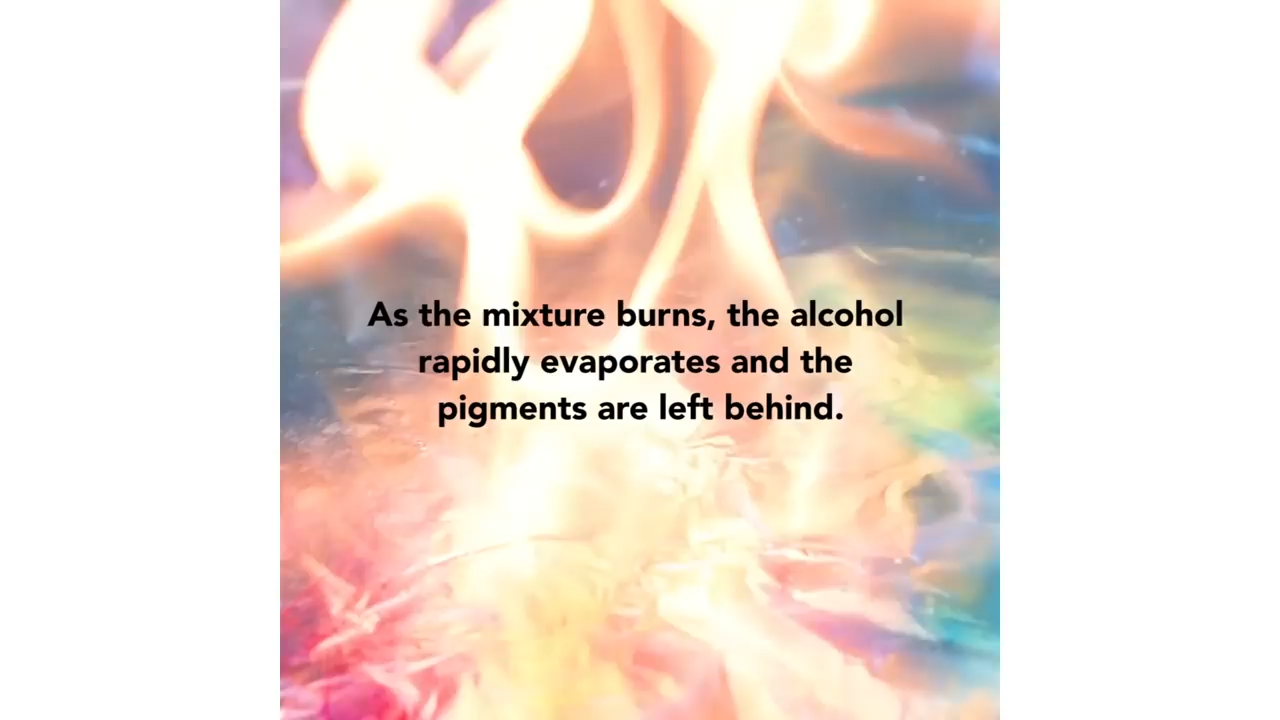 As the mixture burns, the alcohol
rapidly evaporates and the
pigments are left behind.